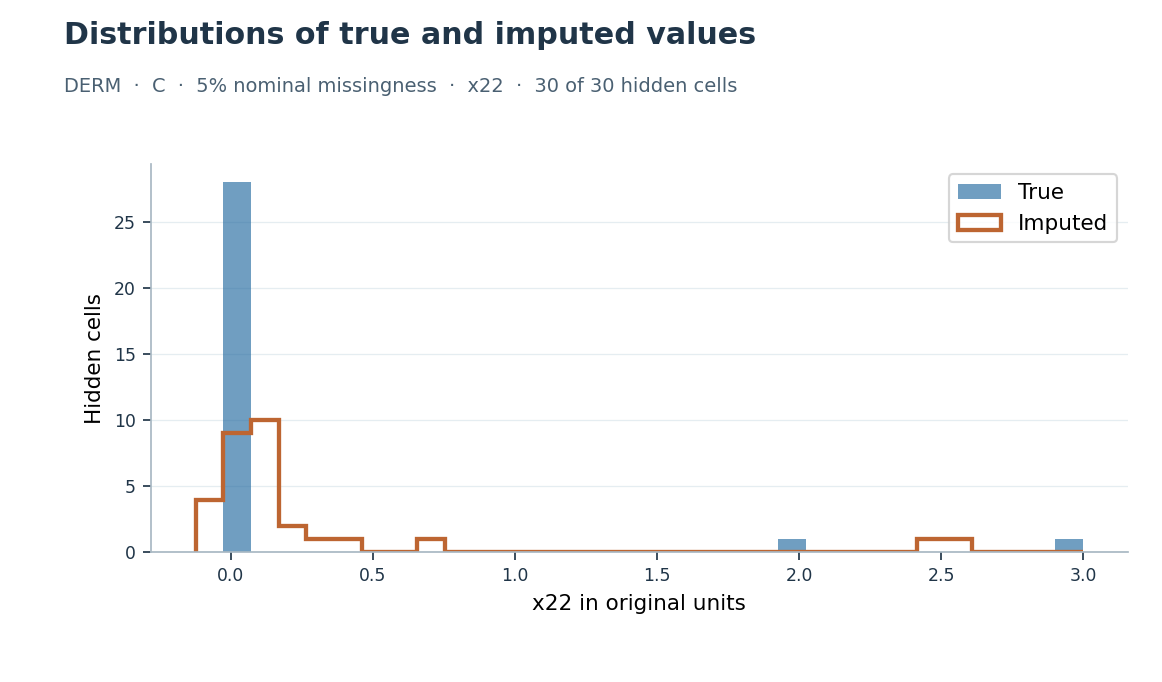 Distributions of true and imputed values
DERM · C · 5% nominal missingness · x22 · 30 of 30 hidden cells
True
Imputed
Hidden cells
25
20
15
10
5
0
0.0 0.5 1.0 1.5 2.0 2.5 3.0
x22 in original units